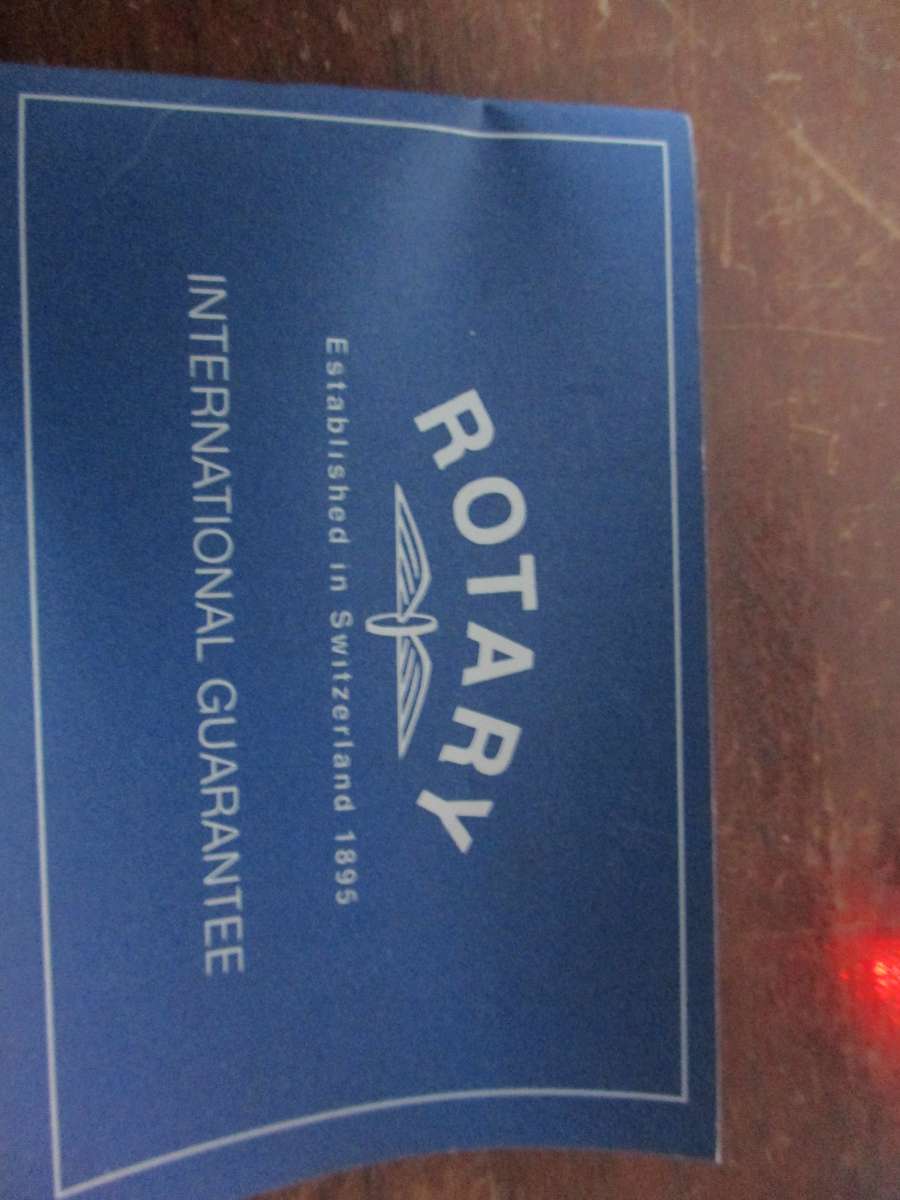 ROTARY
Established in Switzerland 1895
INTERNATIONAL GUARANTEE